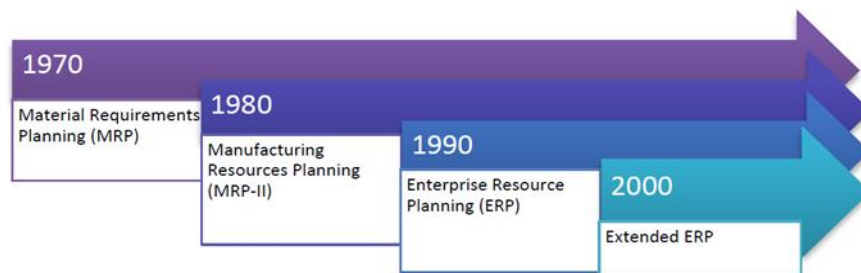 1970
Material Requirements
Planning (MRP)
1980
Manufacturing
Resources Planning
(MRP-II)
1990
Enterprise Resource
Planning (ERP)
2000
Extended ERP